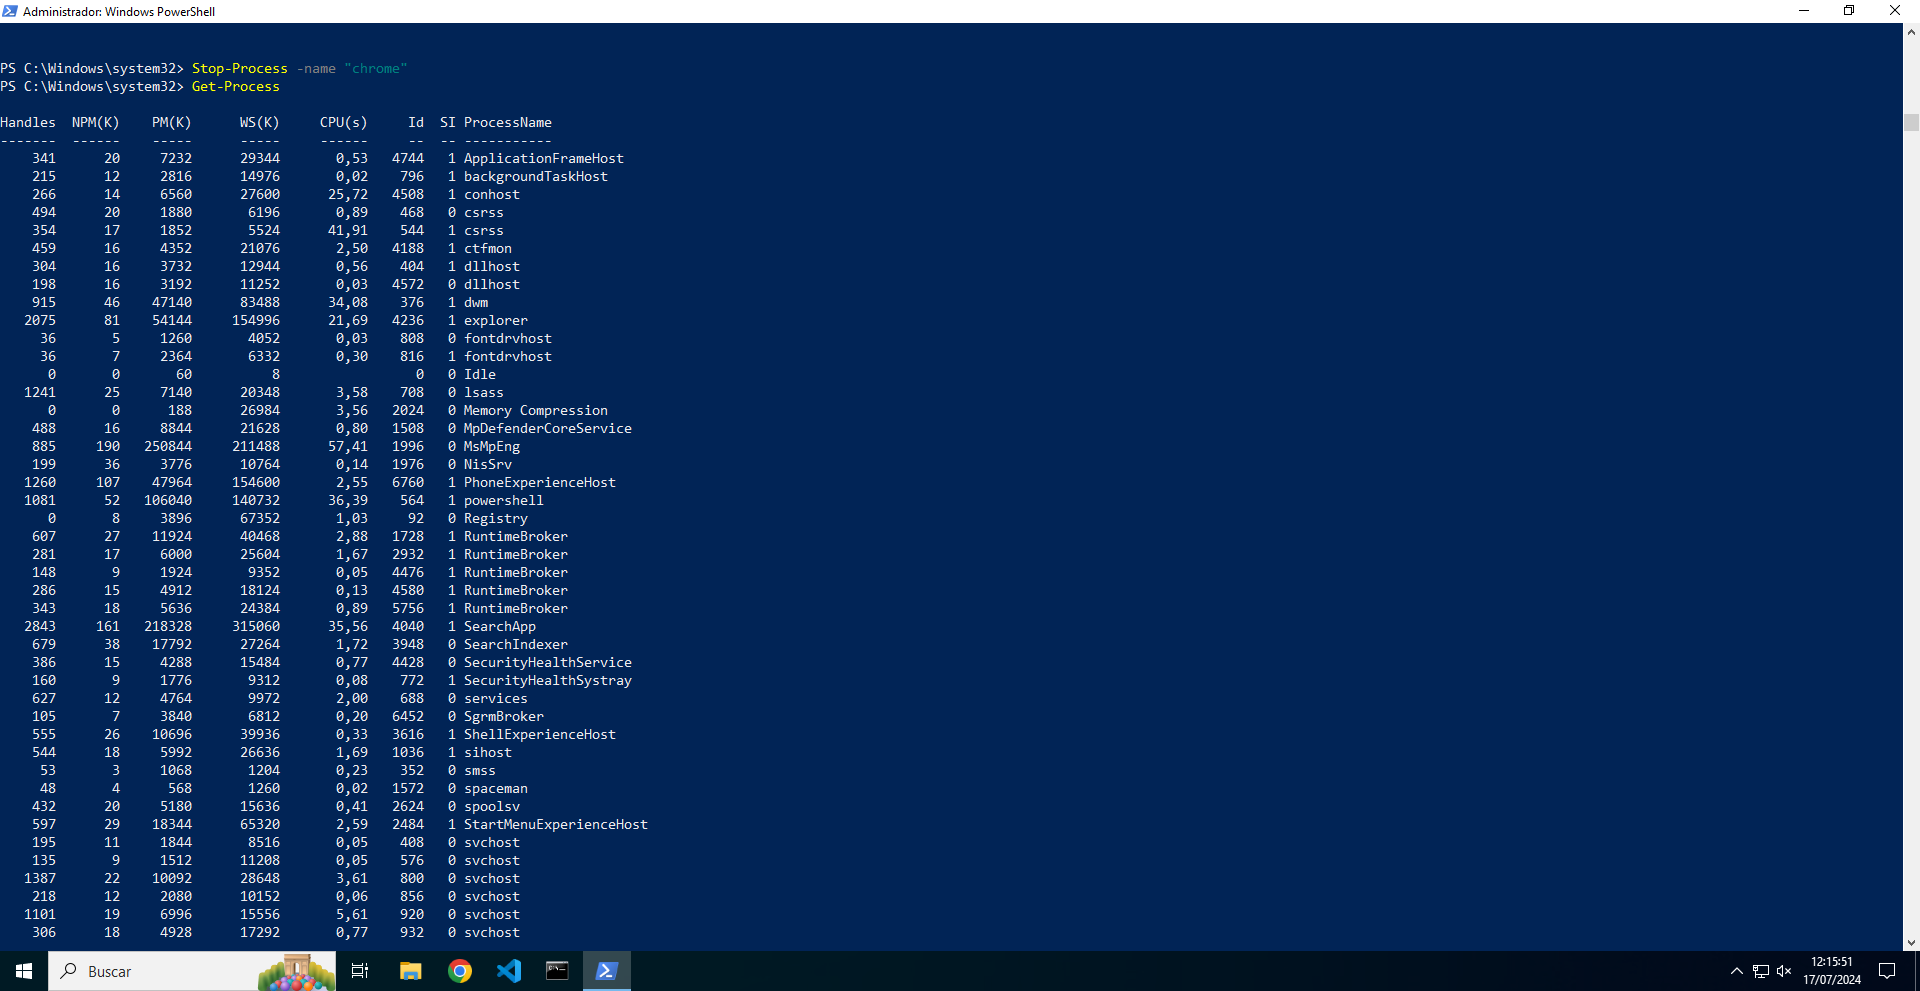 Administrador: Windows PowerShell
PS C:\Windows\system32> Stop-Process -name "chrome"
PS C:\Windows\system32> Get-Process
Handles  NPM(K)    PM(K)      WS(K)     CPU(s)     Id  SI ProcessName
-------  ------    -----      -----     ------     --  -- -----------
    341      20     7232      29344       0,53   4744   1 ApplicationFrameHost
    215      12     2816      14976       0,02    796   1 backgroundTaskHost
    266      14     6560      27600      25,72   4508   1 conhost
    494      20     1880       6196       0,89    468   0 csrss
    354      17     1852       5524      41,91    544   1 csrss
    459      16     4352      21076       2,50   4188   1 ctfmon
    304      16     3732      12944       0,56    404   1 dllhost
    198      16     3192      11252       0,03   4572   0 dllhost
    915      46    47140      83488      34,08    376   1 dwm
   2075      81    54144     154996      21,69   4236   1 explorer
     36       5     1260       4052       0,03    808   0 fontdrvhost
     36       7     2364       6332       0,30    816   1 fontdrvhost
      0       0       60          8                 0   0 Idle
   1241      25     7140      20348       3,58    708   0 lsass
      0       0      188      26984       3,56   2024   0 Memory Compression
    488      16     8844      21628       0,80   1508   0 MpDefenderCoreService
    885     190   250844     211488      57,41   1996   0 MsMpEng
    199      36     3776      10764       0,14   1976   0 NisSrv
   1260     107    47964     154600       2,55   6760   1 PhoneExperienceHost
   1081      52   106040     140732      36,39    564   1 powershell
      0       8     3896      67352       1,03     92   0 Registry
    607      27    11924      40468       2,88   1728   1 RuntimeBroker
    281      17     6000      25604       1,67   2932   1 RuntimeBroker
    148       9     1924       9352       0,05   4476   1 RuntimeBroker
    286      15     4912      18124       0,13   4580   1 RuntimeBroker
    343      18     5636      24384       0,89   5756   1 RuntimeBroker
   2843     161   218328     315060      35,56   4040   1 SearchApp
    679      38    17792      27264       1,72   3948   0 SearchIndexer
    386      15     4288      15484       0,77   4428   0 SecurityHealthService
    160       9     1776       9312       0,08    772   1 SecurityHealthSystray
    627      12     4764       9972       2,00    688   0 services
    105       7     3840       6812       0,20   6452   0 SgrmBroker
    555      26    10696      39936       0,33   3616   1 ShellExperienceHost
    544      18     5992      26636       1,69   1036   1 sihost
     53       3     1068       1204       0,23    352   0 smss
     48       4      568       1260       0,02   1572   0 spaceman
    432      20     5180      15636       0,41   2624   0 spoolsv
    597      29    18344      65320       2,59   2484   1 StartMenuExperienceHost
    195      11     1844       8516       0,05    408   0 svchost
    135       9     1512      11208       0,05    576   0 svchost
   1387      22    10092      28648       3,61    800   0 svchost
    218      12     2080      10152       0,06    856   0 svchost
   1101      19     6996      15556       5,61    920   0 svchost
    306      18     4928      17292       0,77    932   0 svchost
Buscar
12:15:51
17/07/2024